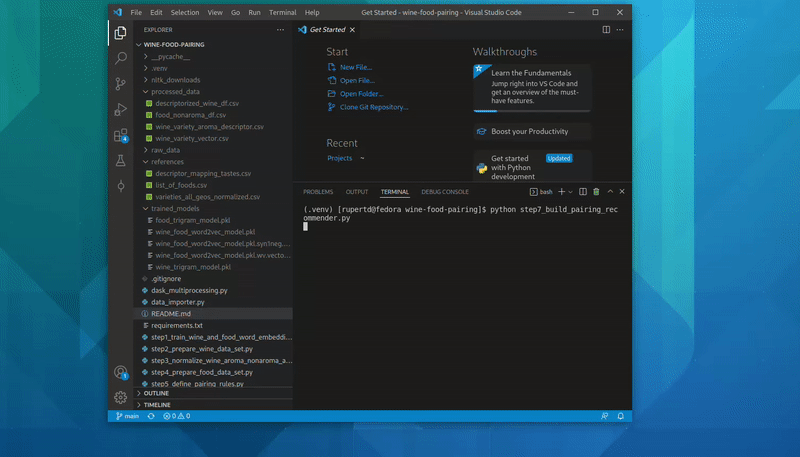 File Edit Selection View Go Run Terminal Help Get Started - wine-food-pairing - Visual Studio Code
EXPLORER
WINE-FOOD-PAIRING
__pycache__
.venv
nltk_downloads
processed_data
descriptorized_wine_df.csv
food_nonaroma_df.csv
wine_variety_aroma_descriptor.csv
wine_variety_vector.csv
raw_data
references
descriptor_mapping_tastes.csv
list_of_foods.csv
varieties_all_geos_normalized.csv
trained_models
food_trigram_model.pkl
wine_food_word2vec_model.pkl
wine_food_word2vec_model.pkl.syn1neg....
wine_food_word2vec_model.pkl.wv.vecto...
wine_trigram_model.pkl
.gitignore
dask_multiprocessing.py
data_importer.py
README.md
requirements.txt
step1_train_wine_and_food_word_embeddi...
step2_prepare_wine_data_set.py
step3_normalize_wine_aroma_nonaroma_a...
step4_prepare_food_data_set.py
step5_define_pairing_rules.py
OUTLINE
TIMELINE
Get Started
Start
New File...
Open File...
Open Folder...
Clone Git Repository...
Recent
Projects ~
Walkthroughs
Learn the Fundamentals
Jump right into VS Code and
get an overview of the must-
have features.
Boost your Productivity
Get started
with Python
development
Updated
PROBLEMS OUTPUT TERMINAL DEBUG CONSOLE
bash
(.venv) [rupertd@fedora wine-food-pairing]$ python step7_build_pairing_rec
ommender.py
4
1
main 0 0